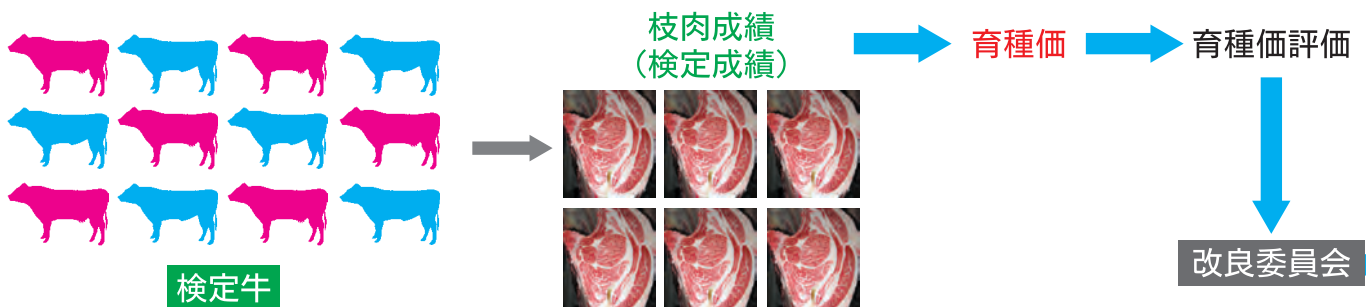 枝肉成績
（検定成績）
育種価
育種価評価
検定牛
改良委員会